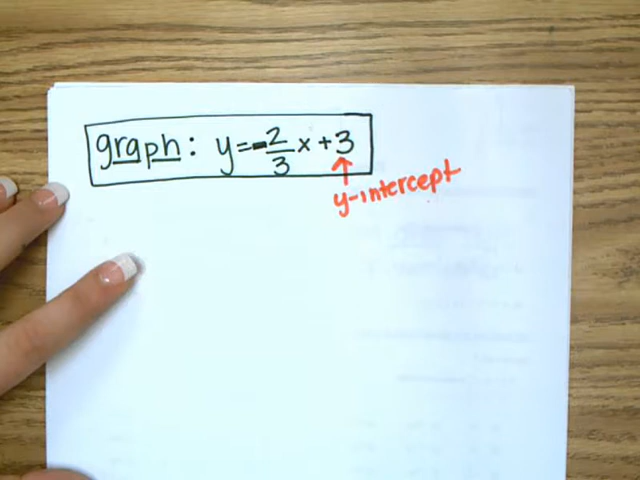 graph: y=-2/3 x+3
↑
y-intercept